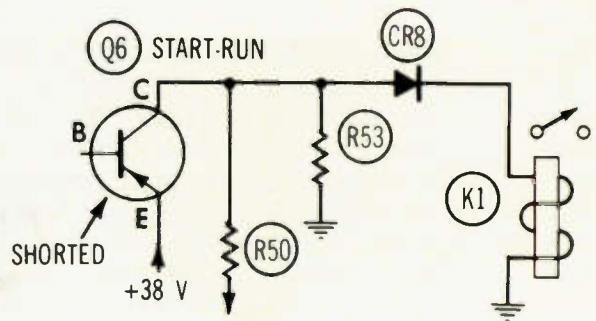 Q6 START-RUN
CR8
C
B
R53
K1
E
SHORTED
R50
+38 V